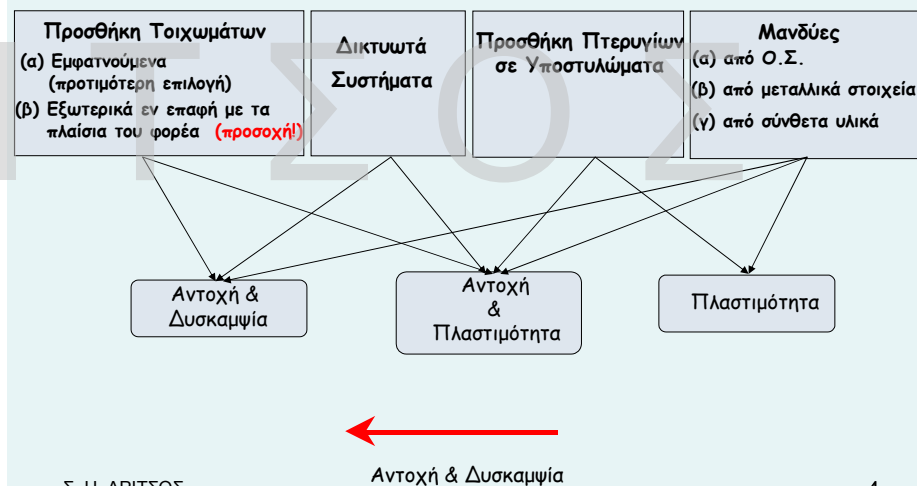 Προσθήκη Τοιχωμάτων
(α) Εμφατνούμενα
(προτιμότερη επιλογή)
(β) Εξωτερικά εν επαφή με τα
πλαίσια του φορέα (προσοχή!)
Δικτυωτά
Συστήματα
Προσθήκη Πτερυγίων
σε Υποστυλώματα
Μανδύες
(α) από Ο.Σ.
(β) από μεταλλικά στοιχεία
(γ) από σύνθετα υλικά
ΙΤΣΟΣ
Αντοχή &
Δυσκαμψία
Αντοχή
&
Πλαστιμότητα
Πλαστιμότητα
Αντοχή & Δυσκαμψία